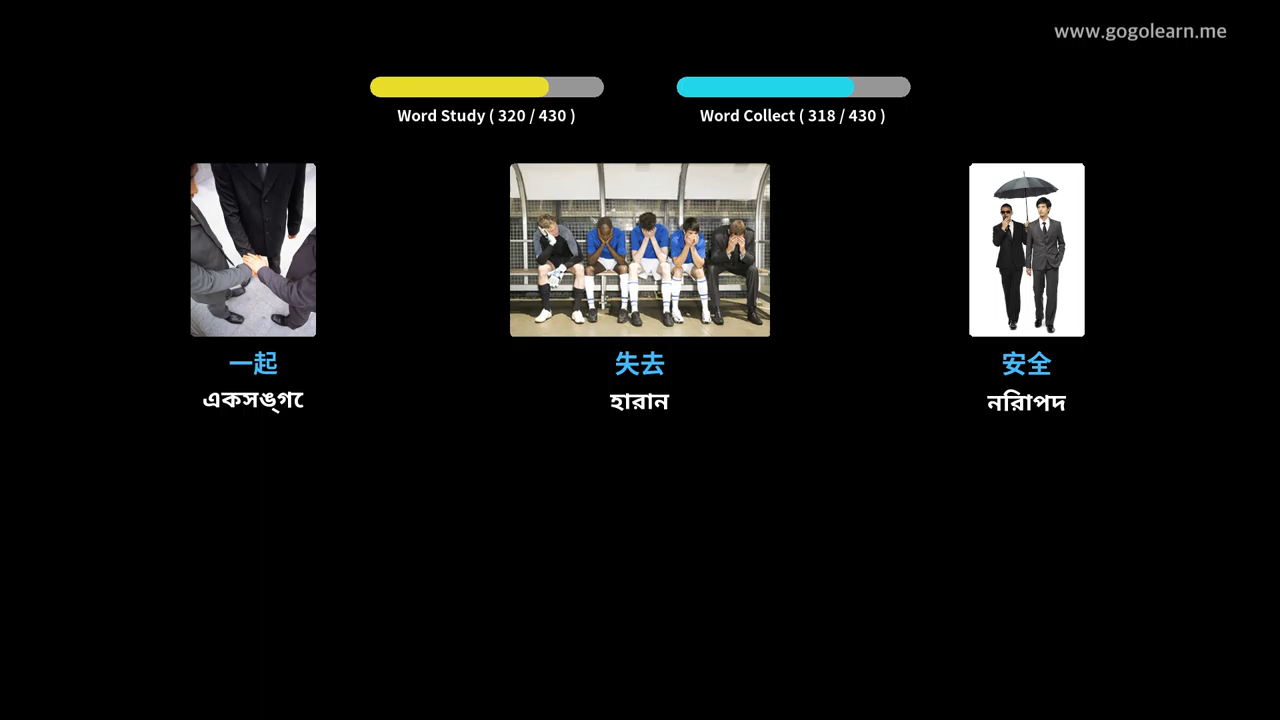 www.gogolearn.me
Word Study ( 320 / 430 )
Word Collect ( 318 / 430 )
一起
একসঙ্গে
失去
হারান
安全
নিরাপদ